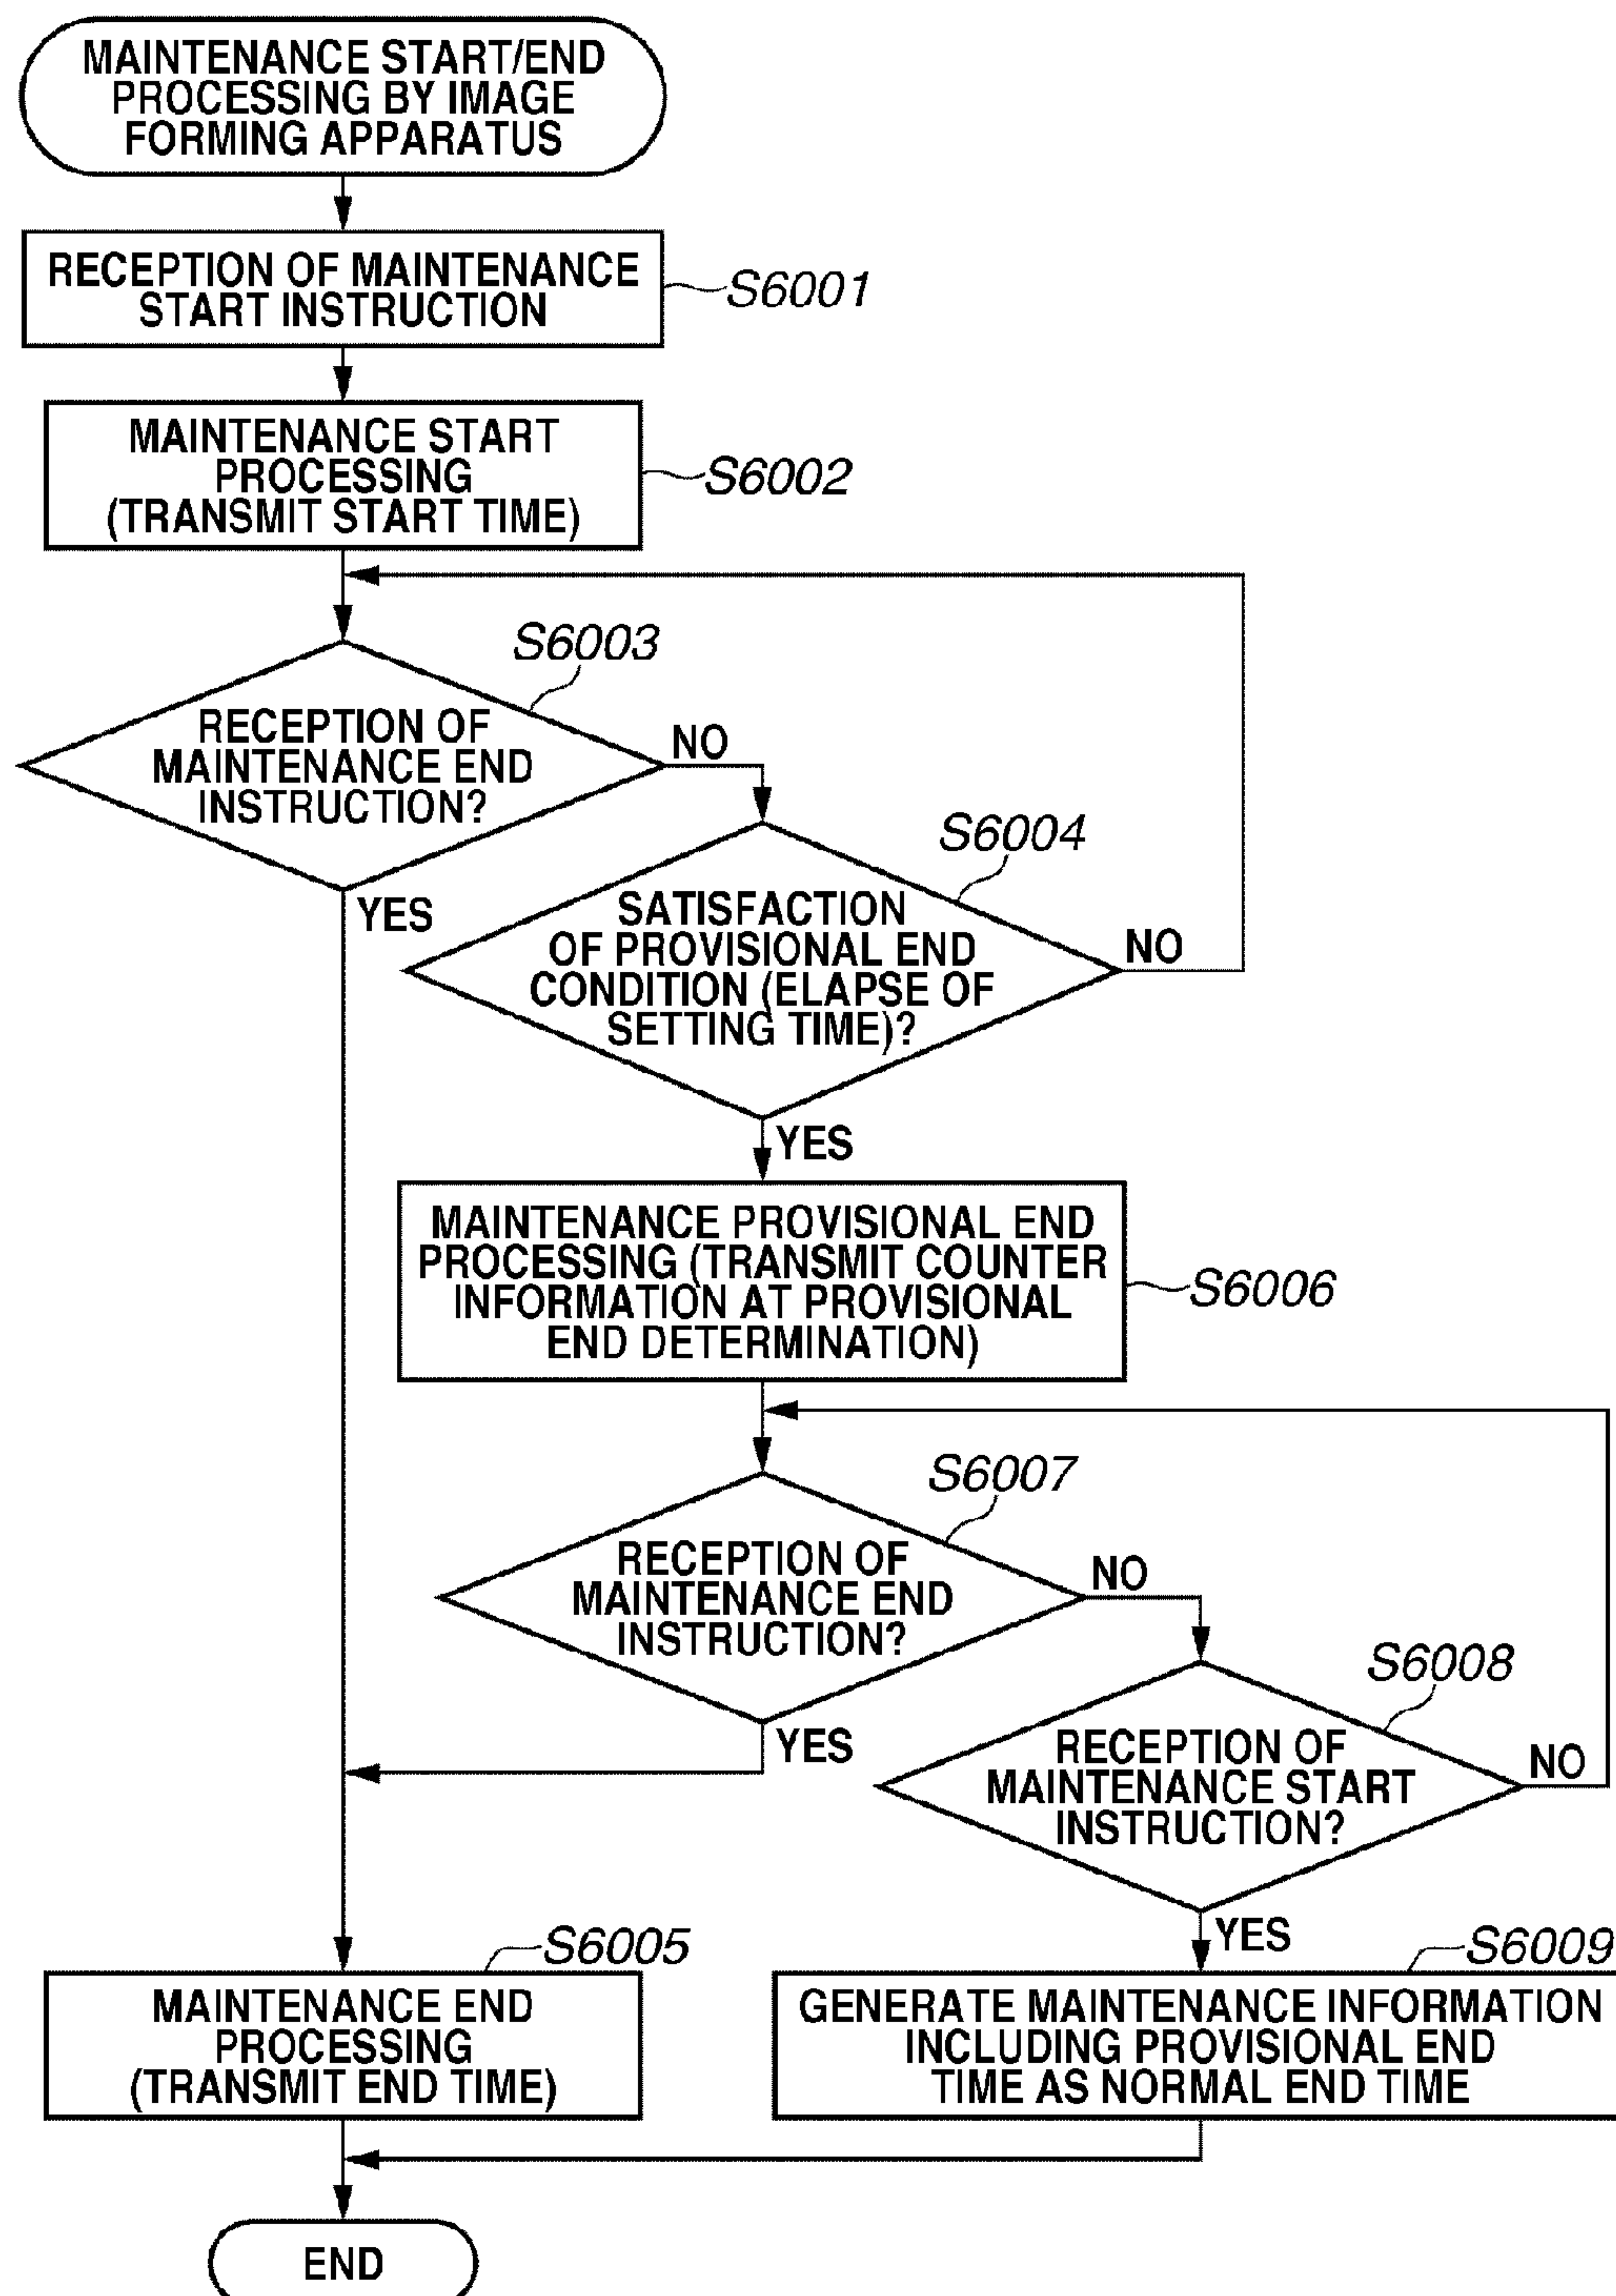 MAINTENANCE START/END
PROCESSING BY IMAGE
FORMING APPARATUS
RECEPTION OF MAINTENANCE
START INSTRUCTION
S6001
MAINTENANCE START
PROCESSING
(TRANSMIT START TIME)
S6002
S6003
RECEPTION OF
MAINTENANCE END
INSTRUCTION?
NO
YES
S6004
SATISFACTION
OF PROVISIONAL END
CONDITION (ELAPSE OF
SETTING TIME)?
NO
YES
MAINTENANCE PROVISIONAL END
PROCESSING (TRANSMIT COUNTER
INFORMATION AT PROVISIONAL
END DETERMINATION)
S6006
S6007
RECEPTION OF
MAINTENANCE END
INSTRUCTION?
NO
YES
S6008
RECEPTION OF
MAINTENANCE START
INSTRUCTION?
NO
YES
S6005
MAINTENANCE END
PROCESSING
(TRANSMIT END TIME)
S6009
GENERATE MAINTENANCE INFORMATION
INCLUDING PROVISIONAL END
TIME AS NORMAL END TIME
END